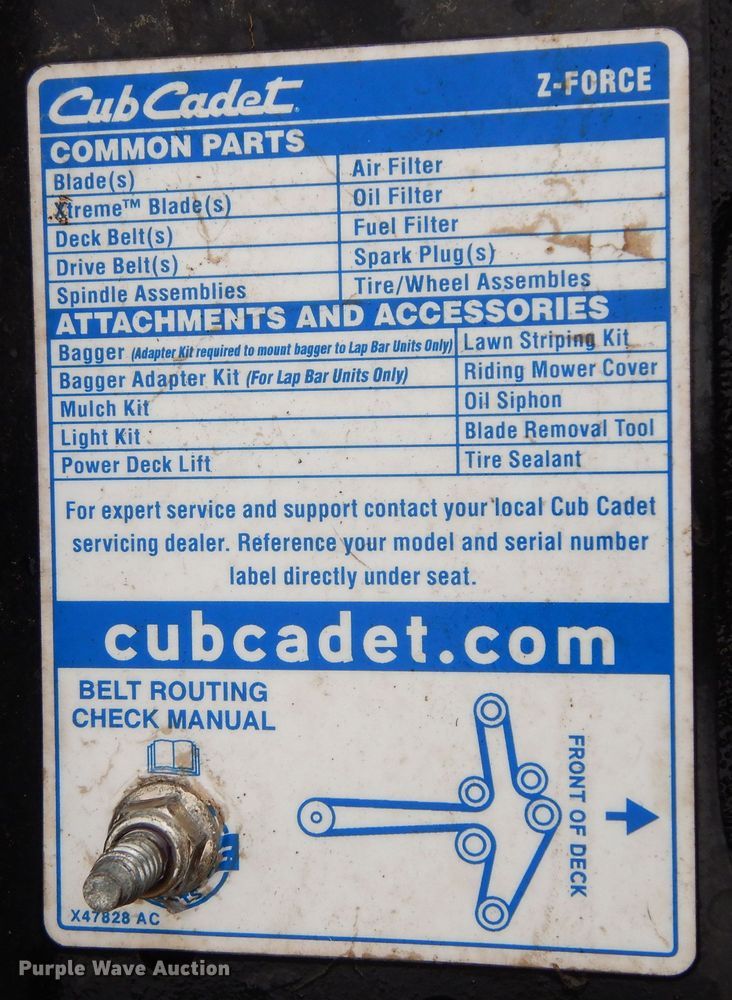 Cub Cadet
Z-FORCE
COMMON PARTS
Blade(s)
Xtreme™ Blade(s)
Deck Belt(s)
Drive Belt(s)
Spindle Assemblies
Air Filter
Oil Filter
Fuel Filter
Spark Plug(s)
Tire/Wheel Assembles
ATTACHMENTS AND ACCESSORIES
Bagger (Adapter Kit required to mount bagger to Lap Bar Units Only)
Bagger Adapter Kit (For Lap Bar Units Only)
Mulch Kit
Light Kit
Power Deck Lift
Lawn Striping Kit
Riding Mower Cover
Oil Siphon
Blade Removal Tool
Tire Sealant
For expert service and support contact your local Cub Cadet
servicing dealer. Reference your model and serial number
label directly under seat.
cubcadet.com
BELT ROUTING
CHECK MANUAL
FRONT OF DECK
X47828 AC
Purple Wave Auction